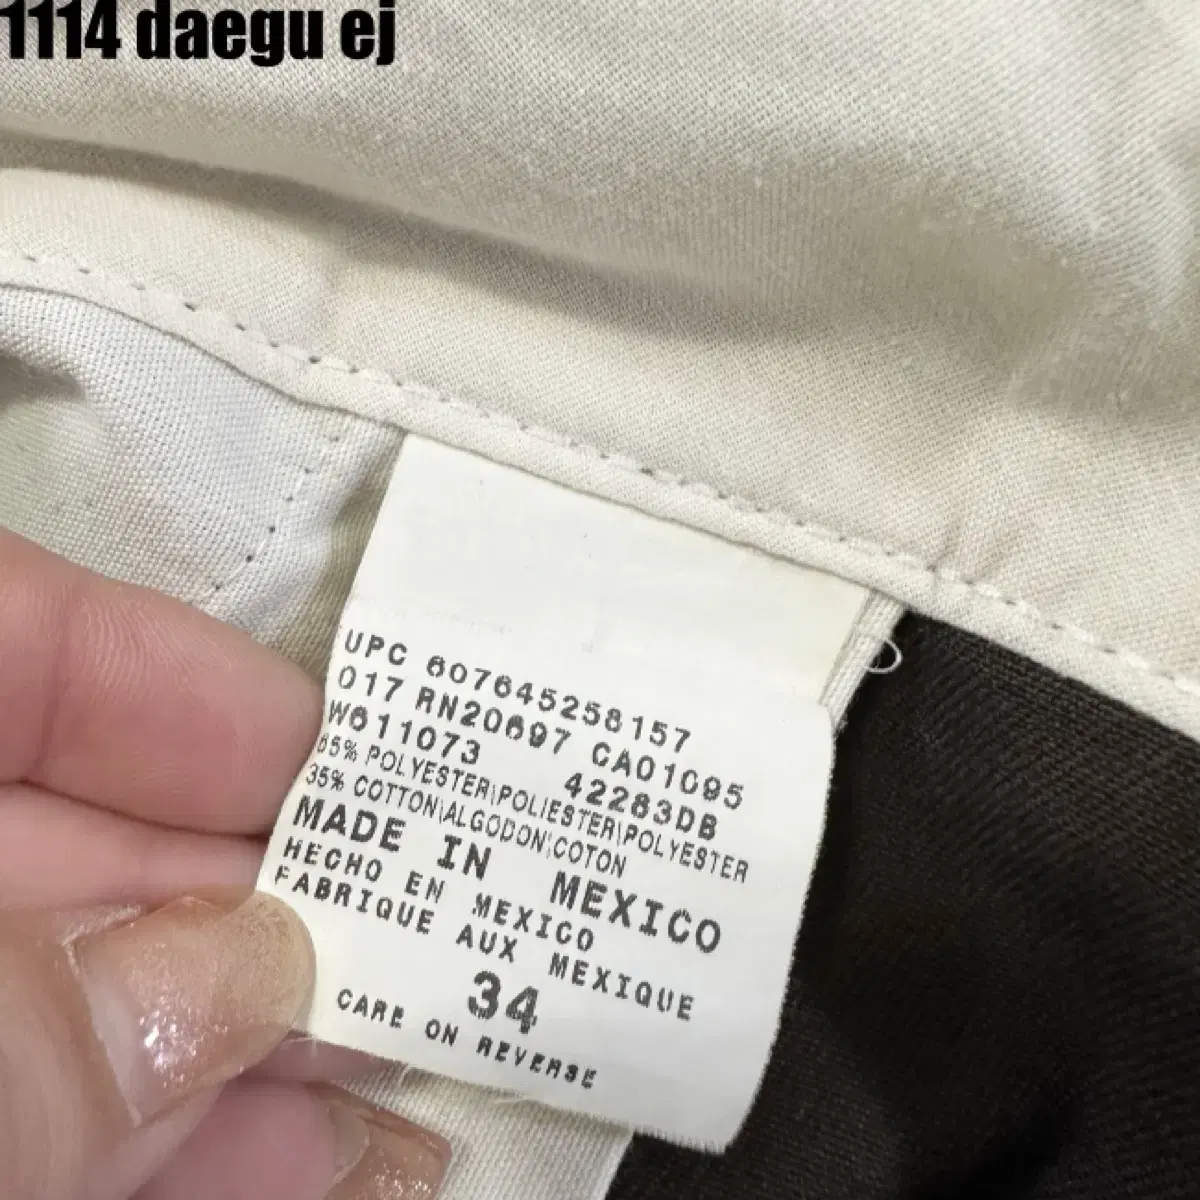 1114 daegu ej
UPC 607645258157
017 RN20697 CA01095
W611073 42283DB
65% POLYESTER\POLIESTER\POLYESTER
35% COTTON\ALGODON\COTON
MADE IN MEXICO
HECHO EN MEXICO
FABRIQUE AUX MEXIQUE
34
CARE ON REVERSE